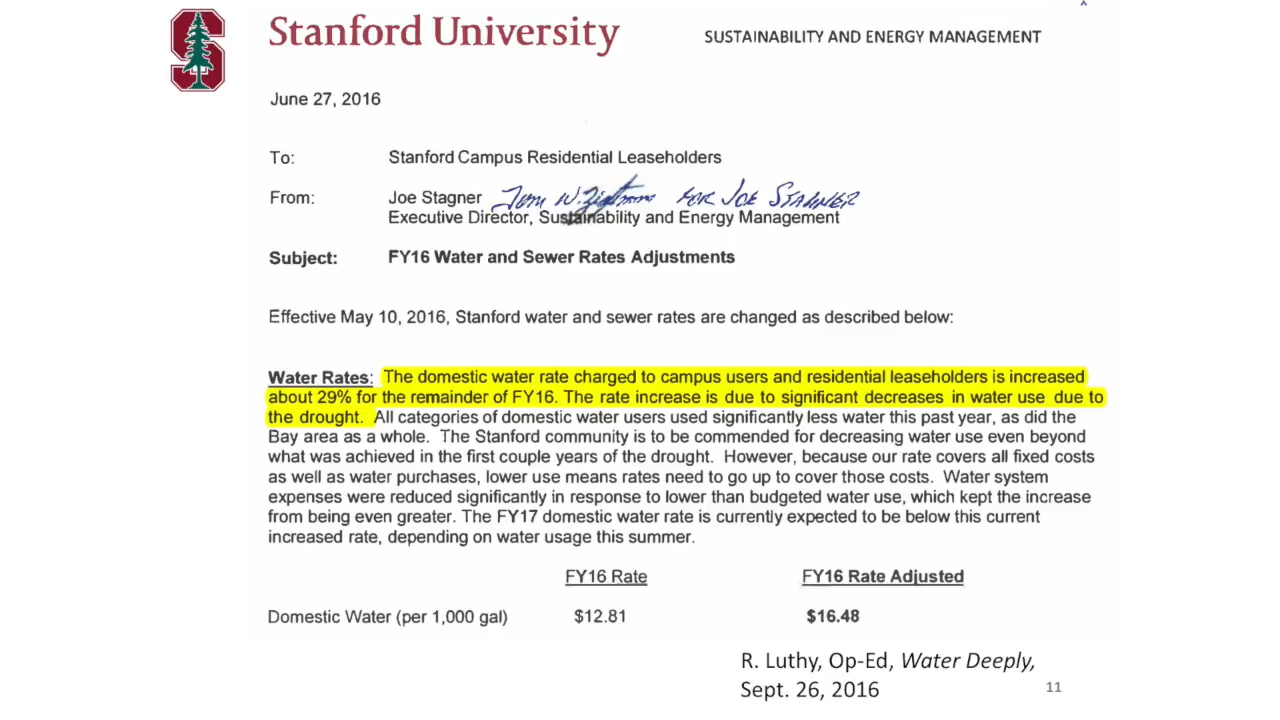 Stanford University
SUSTAINABILITY AND ENERGY MANAGEMENT
June 27, 2016
To: Stanford Campus Residential Leaseholders
From: Joe Stagner FOR JOE STAGNER
Executive Director, Sustainability and Energy Management
Subject: FY16 Water and Sewer Rates Adjustments
Effective May 10, 2016, Stanford water and sewer rates are changed as described below:
Water Rates: The domestic water rate charged to campus users and residential leaseholders is increased
about 29% for the remainder of FY16. The rate increase is due to significant decreases in water use due to
the drought. All categories of domestic water users used significantly less water this past year, as did the
Bay area as a whole. The Stanford community is to be commended for decreasing water use even beyond
what was achieved in the first couple years of the drought. However, because our rate covers all fixed costs
as well as water purchases, lower use means rates need to go up to cover those costs. Water system
expenses were reduced significantly in response to lower than budgeted water use, which kept the increase
from being even greater. The FY17 domestic water rate is currently expected to be below this current
increased rate, depending on water usage this summer.
FY16 Rate FY16 Rate Adjusted
Domestic Water (per 1,000 gal) $12.81 $16.48
R. Luthy, Op-Ed, Water Deeply,
Sept. 26, 2016
11